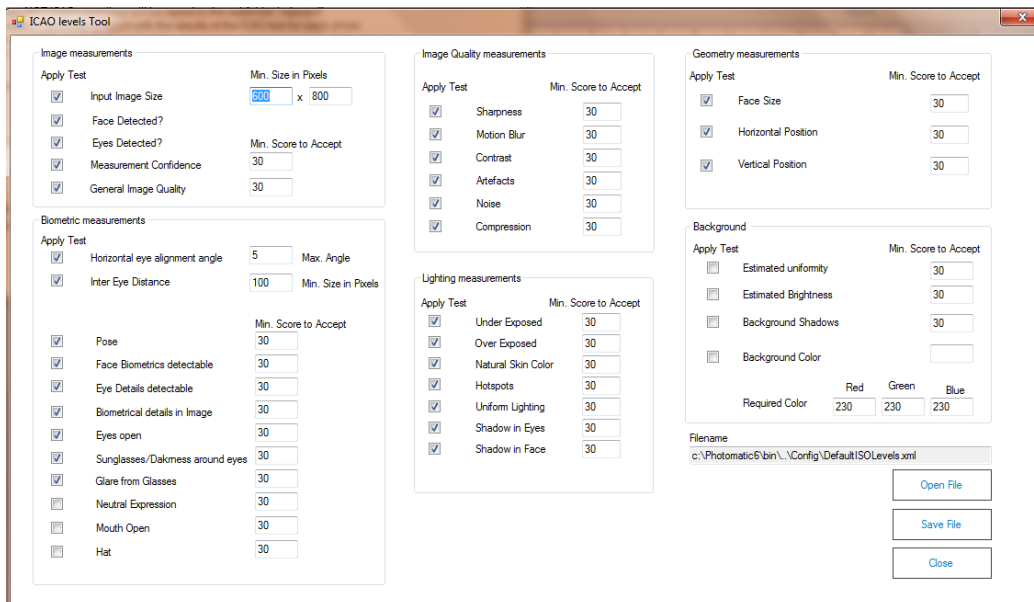 ICAO levels Tool
Image measurements
Apply Test Min. Size in Pixels
Input Image Size 600 x 800
Face Detected?
Eyes Detected? Min. Score to Accept
Measurement Confidence 30
General Image Quality 30
Biometric measurements
Apply Test
Horizontal eye alignment angle 5 Max. Angle
Inter Eye Distance 100 Min. Size in Pixels
Min. Score to Accept
Pose 30
Face Biometrics detectable 30
Eye Details detectable 30
Biometrical details in Image 30
Eyes open 30
Sunglasses/Dakrness around eyes 30
Glare from Glasses 30
Neutral Expression 30
Mouth Open 30
Hat 30
Image Quality measurements
Apply Test Min. Score to Accept
Sharpness 30
Motion Blur 30
Contrast 30
Artefacts 30
Noise 30
Compression 30
Lighting measurements
Apply Test Min. Score to Accept
Under Exposed 30
Over Exposed 30
Natural Skin Color 30
Hotspots 30
Uniform Lighting 30
Shadow in Eyes 30
Shadow in Face 30
Geometry measurements
Apply Test Min. Score to Accept
Face Size 30
Horizontal Position 30
Vertical Position 30
Background
Apply Test Min. Score to Accept
Estimated uniformity 30
Estimated Brightness 30
Background Shadows 30
Background Color
Red Green Blue
Required Color 230 230 230
Filename
c:\Photomatic6\bin\..\Config\DefaultISOLevels.xml
Open File
Save File
Close